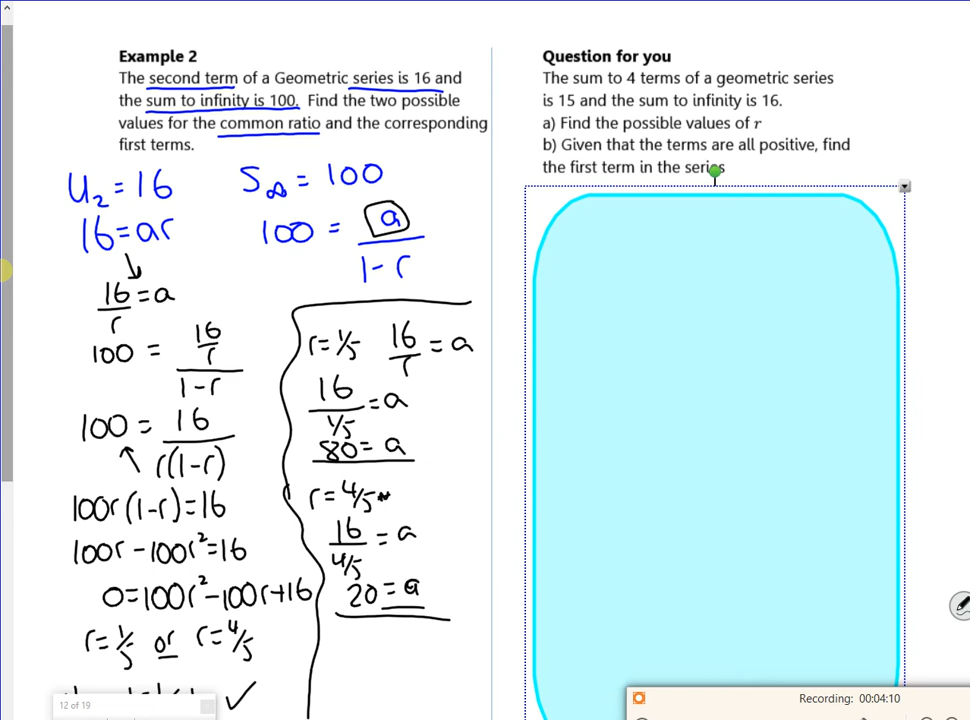 Example 2
The second term of a Geometric series is 16 and
the sum to infinity is 100. Find the two possible
values for the common ratio and the corresponding
first terms.
U₂ = 16
16 = ar
16/r = a
100 = (16/r)/(1-r)
100 = 16/(r(1-r))
100r(1-r)=16
100r - 100r²=16
0=100r²-100r+16
r=1/5 or r=4/5
S∞ = 100
100 = a/(1-r)
r=1/5 16/r = a
16/(1/5) = a
80 = a
r=4/5
16/(4/5) = a
20 = a
Question for you
The sum to 4 terms of a geometric series
is 15 and the sum to infinity is 16.
a) Find the possible values of r
b) Given that the terms are all positive, find
the first term in the series
12 of 19
Recording: 00:04:10